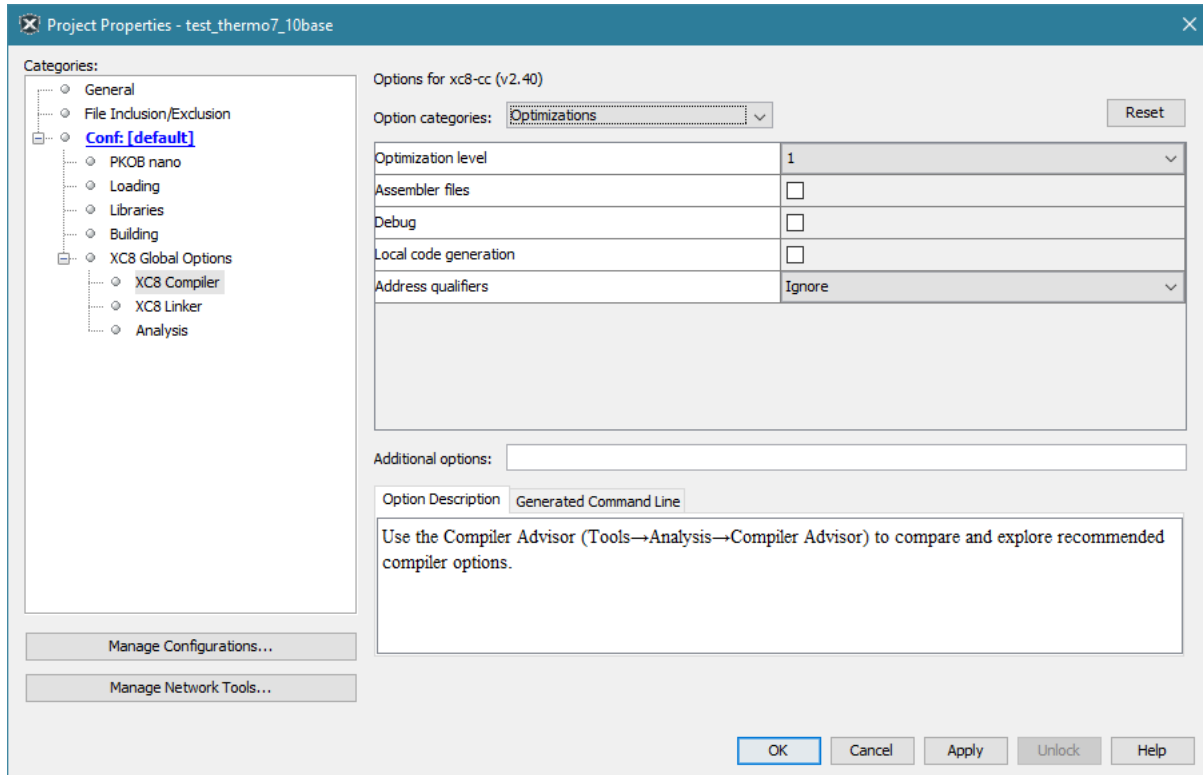 Project Properties - test_thermo7_10base
Categories:
General
File Inclusion/Exclusion
Conf: [default]
PKOB nano
Loading
Libraries
Building
XC8 Global Options
XC8 Compiler
XC8 Linker
Analysis
Manage Configurations...
Manage Network Tools...
Options for xc8-cc (v2.40)
Option categories: Optimizations Reset
Optimization level 1
Assembler files
Debug
Local code generation
Address qualifiers Ignore
Additional options:
Option Description Generated Command Line
Use the Compiler Advisor (Tools→Analysis→Compiler Advisor) to compare and explore recommended
compiler options.
OK Cancel Apply Unlock Help